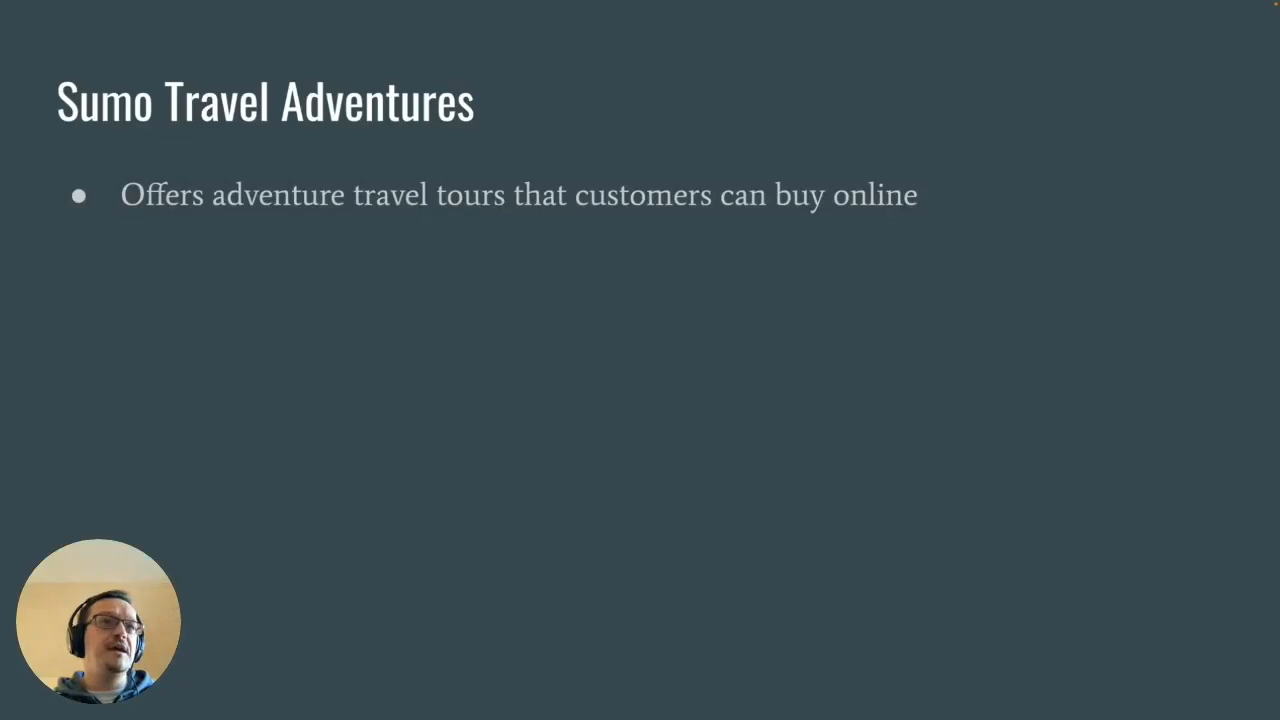 Sumo Travel Adventures
● Offers adventure travel tours that customers can buy online